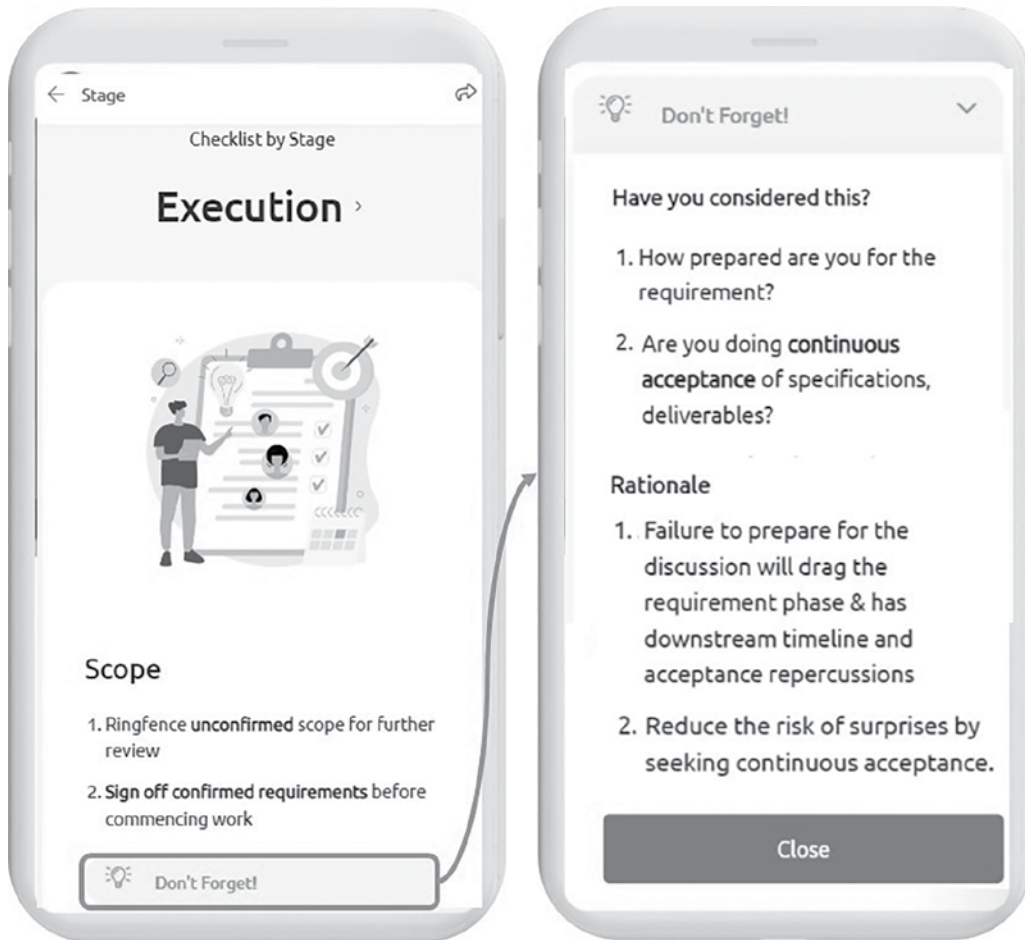 Stage
Checklist by Stage
Execution
Scope
1. Ringfence unconfirmed scope for further
review
2. Sign off confirmed requirements before
commencing work
Don't Forget!
Don't Forget!
Have you considered this?
1. How prepared are you for the
requirement?
2. Are you doing continuous
acceptance of specifications,
deliverables?
Rationale
1. Failure to prepare for the
discussion will drag the
requirement phase & has
downstream timeline and
acceptance repercussions
2. Reduce the risk of surprises by
seeking continuous acceptance.
Close